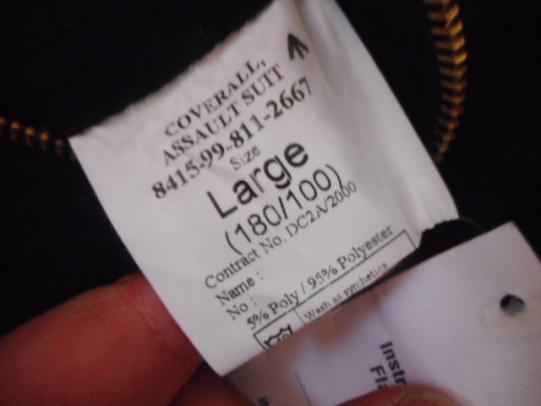 COVERALL,
ASSAULT SUIT
8415-99-811-2667
Size
Large
(180/100)
Contract No. DC2A/2000
Name :
No :
5% Poly / 95% Polyester
Wash as synthetics
Instr
Fla